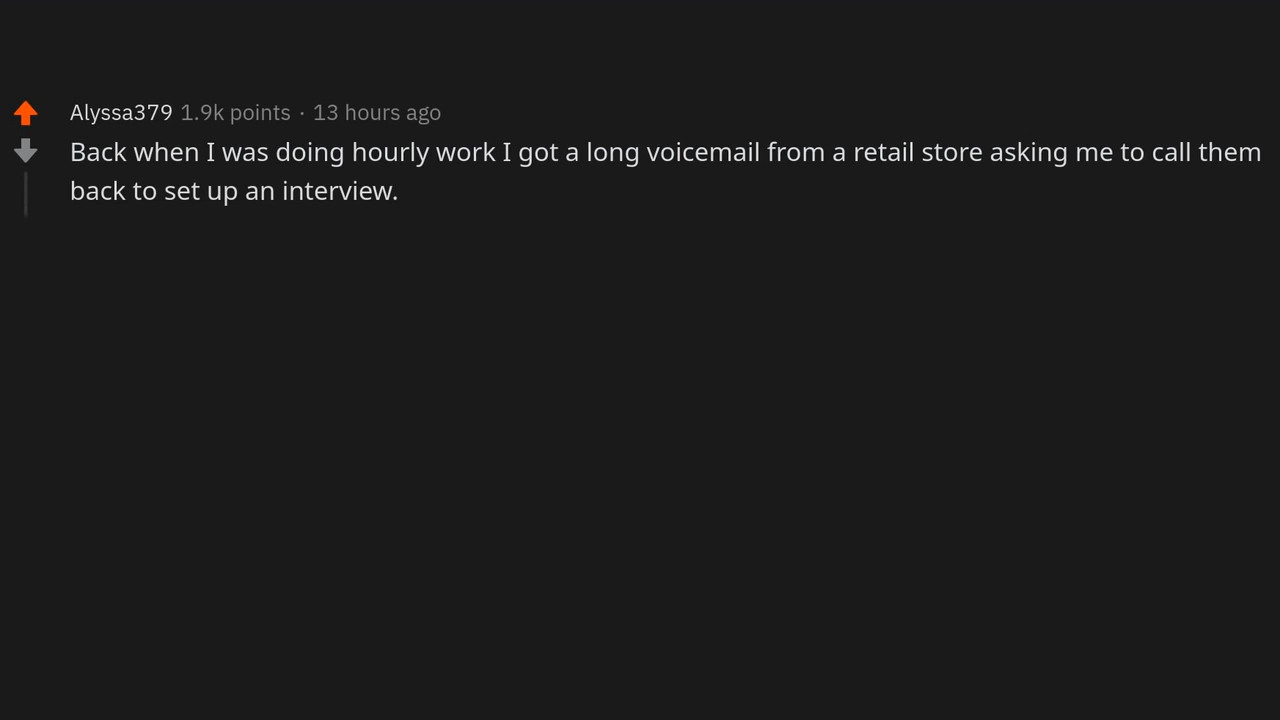 Alyssa379 1.9k points · 13 hours ago
Back when I was doing hourly work I got a long voicemail from a retail store asking me to call them
back to set up an interview.